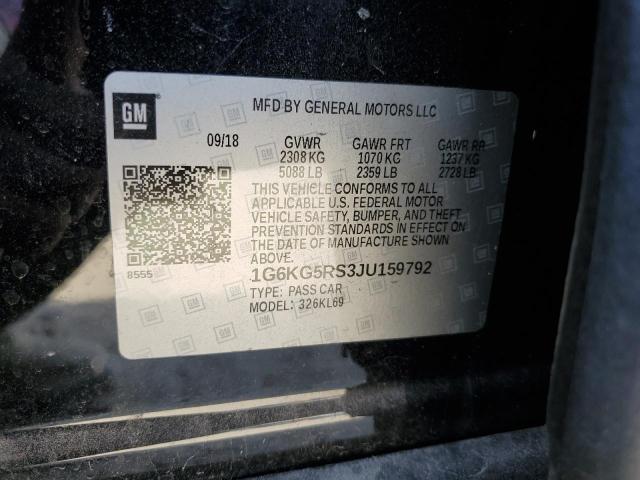 GM
MFD BY GENERAL MOTORS LLC
09/18 GVWR GAWR FRT GAWR RR
2308 KG 1070 KG 1237 KG
5088 LB 2359 LB 2728 LB
THIS VEHICLE CONFORMS TO ALL
APPLICABLE U.S. FEDERAL MOTOR
VEHICLE SAFETY, BUMPER, AND THEFT
PREVENTION STANDARDS IN EFFECT ON
THE DATE OF MANUFACTURE SHOWN
ABOVE.
8555
1G6KG5RS3JU159792
TYPE: PASS CAR
MODEL: 326KL69